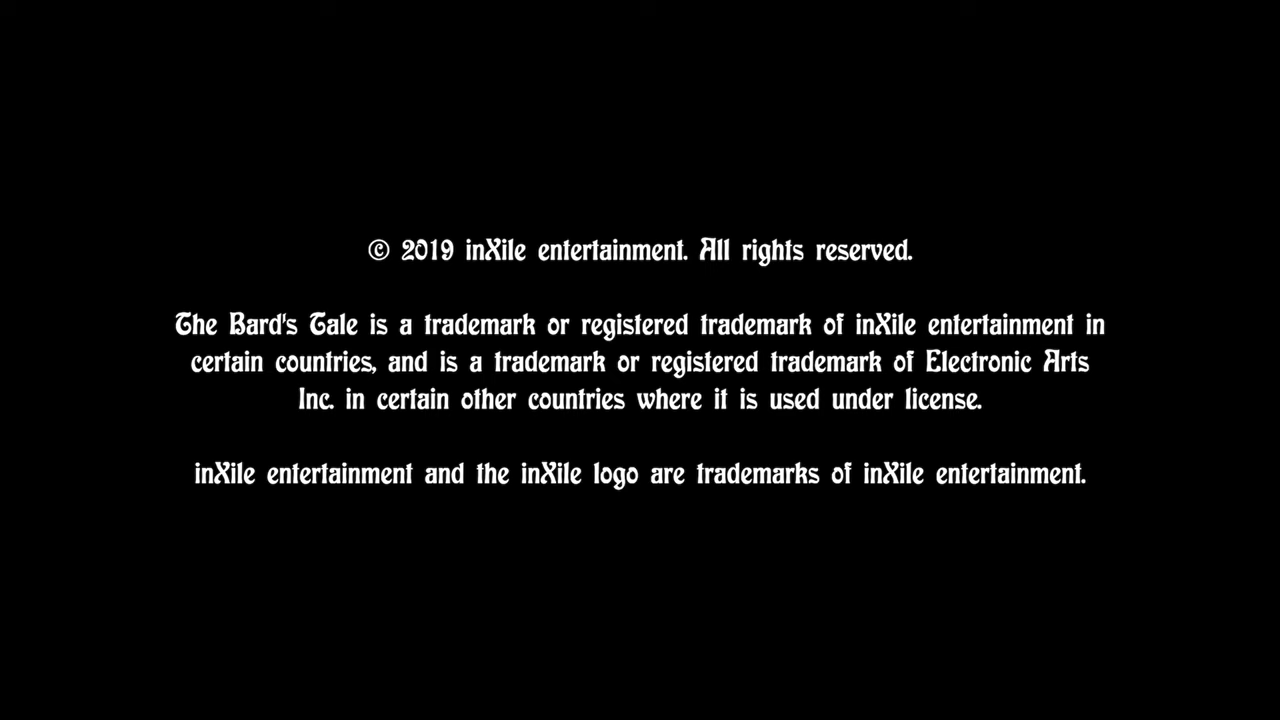 © 2019 inXile entertainment. All rights reserved.
The Bard's Tale is a trademark or registered trademark of inXile entertainment in
certain countries, and is a trademark or registered trademark of Electronic Arts
Inc. in certain other countries where it is used under license.
inXile entertainment and the inXile logo are trademarks of inXile entertainment.